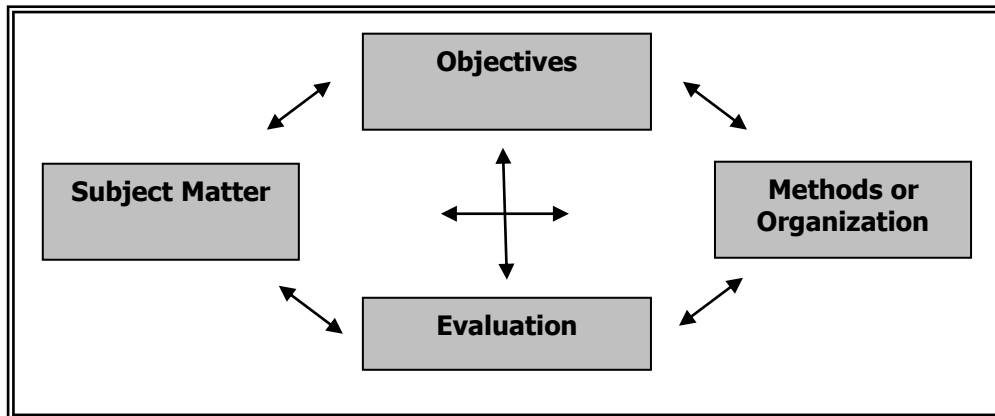 Objectives
Subject Matter
Methods or
Organization
Evaluation